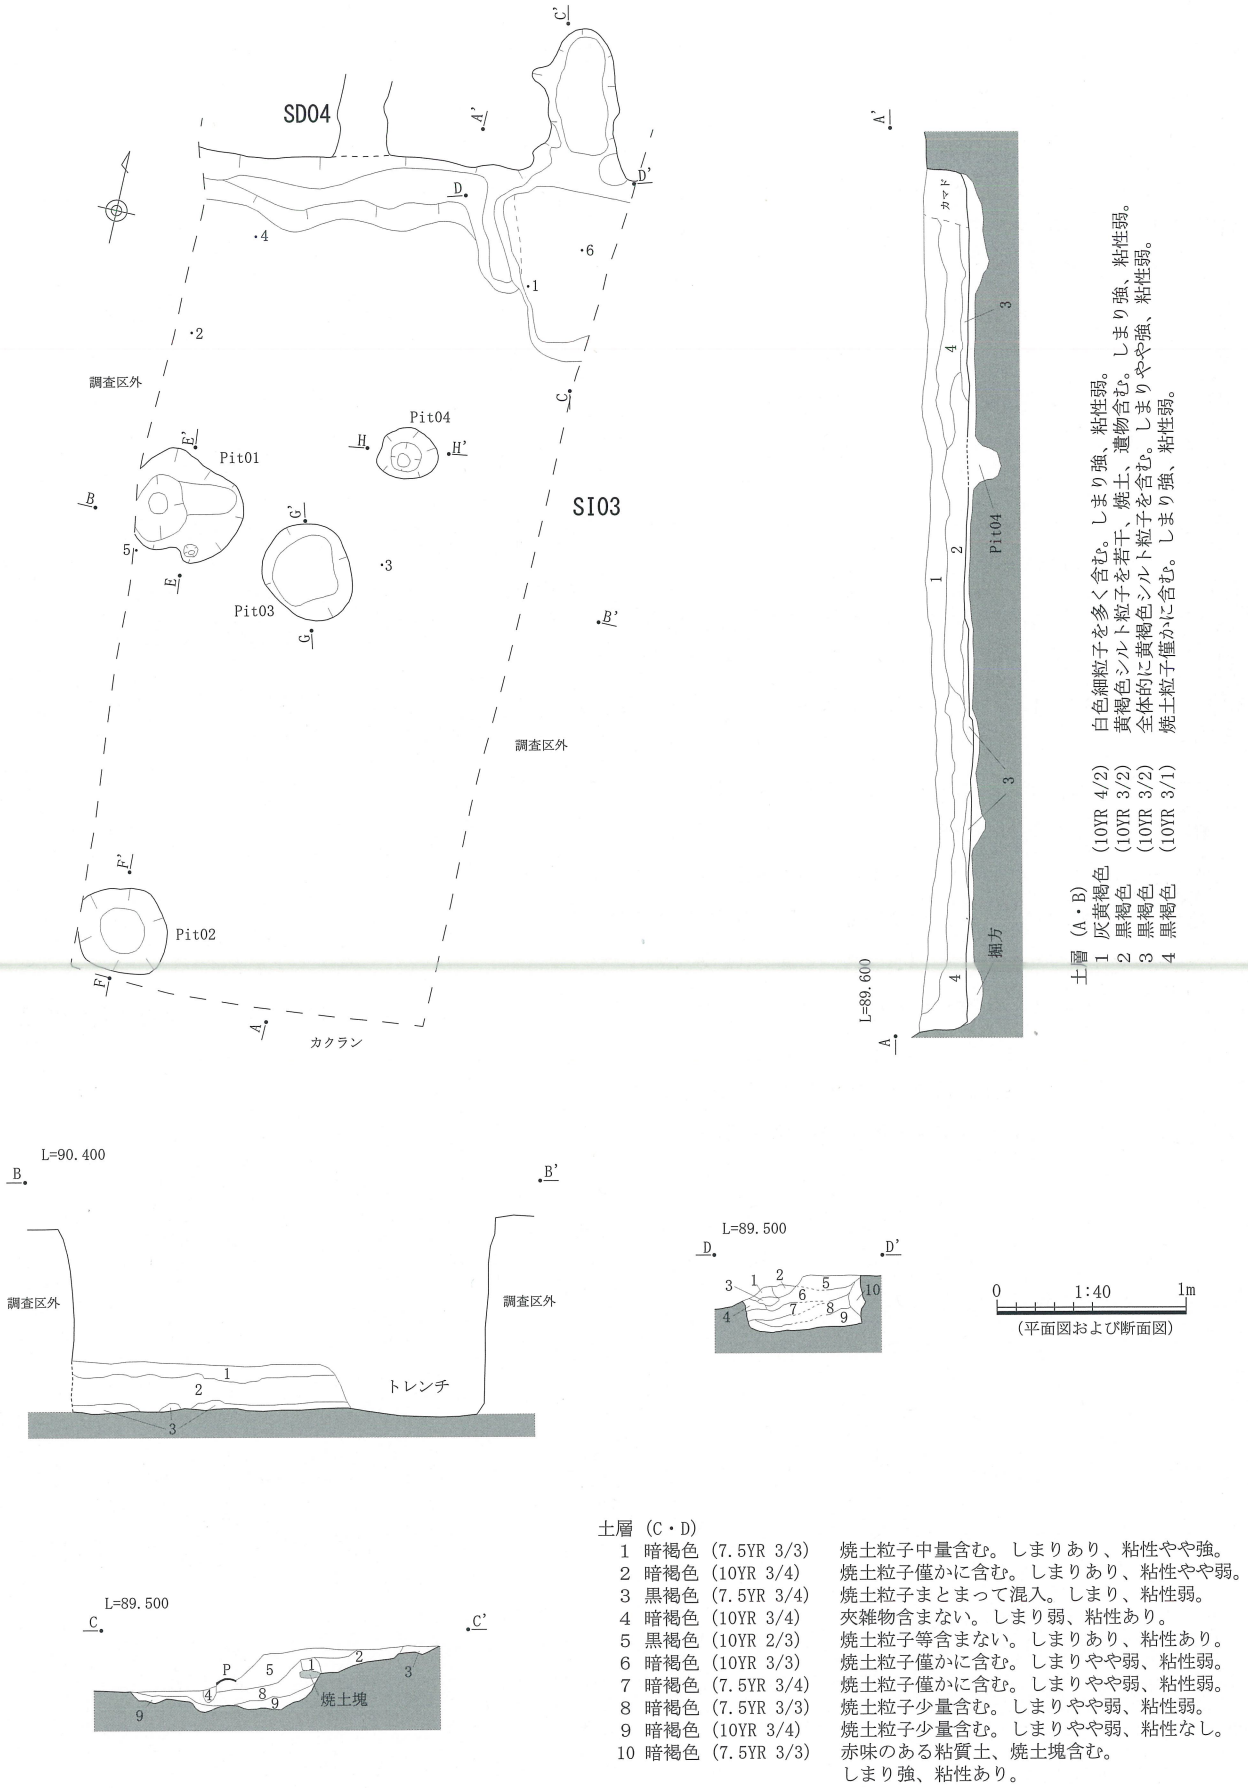 C'
SD04
A'
D
D'
・4
・6
・1
・2
調査区外
C
Pit04
H
H'
E'
Pit01
B
SI03
G'
5・
・3
E
Pit03
B'
G
調査区外
F'
Pit02
F
A
カクラン
A'
カマド
3
4
Pit04
2
1
3
掘方
4
L=89.600
A
土層 (A・B)
1 灰黄褐色 (10YR 4/2) 白色細粒子を多く含む。しまり強、粘性弱。
2 黒褐色 (10YR 3/2) 黄褐色シルト粒子を若干、焼土、遺物含む。しまり強、粘性弱。
3 黒褐色 (10YR 3/2) 全体的に黄褐色シルト粒子を含む。しまりやや強、粘性弱。
4 黒褐色 (10YR 3/1) 焼土粒子僅かに含む。しまり強、粘性弱。
L=90.400
B
B'
調査区外
調査区外
1
2
トレンチ
3
L=89.500
D
D'
1 2 5
3 6 10
4 7 8
9
0 1:40 1m
(平面図および断面図)
L=89.500
C
C'
P 5 1 2
3
4 8 焼土塊
9 9
土層 (C・D)
1 暗褐色 (7.5YR 3/3) 焼土粒子中量含む。しまりあり、粘性やや強。
2 暗褐色 (10YR 3/4) 焼土粒子僅かに含む。しまりあり、粘性やや弱。
3 黒褐色 (7.5YR 3/4) 焼土粒子まとまって混入。しまり、粘性弱。
4 暗褐色 (10YR 3/4) 夾雑物含まない。しまり弱、粘性あり。
5 黒褐色 (10YR 2/3) 焼土粒子等含まない。しまりあり、粘性あり。
6 暗褐色 (10YR 3/3) 焼土粒子僅かに含む。しまりやや弱、粘性弱。
7 暗褐色 (7.5YR 3/4) 焼土粒子僅かに含む。しまりやや弱、粘性弱。
8 暗褐色 (7.5YR 3/3) 焼土粒子少量含む。しまりやや弱、粘性弱。
9 暗褐色 (10YR 3/4) 焼土粒子少量含む。しまりやや弱、粘性なし。
10 暗褐色 (7.5YR 3/3) 赤味のある粘質土、焼土塊含む。
しまり強、粘性あり。